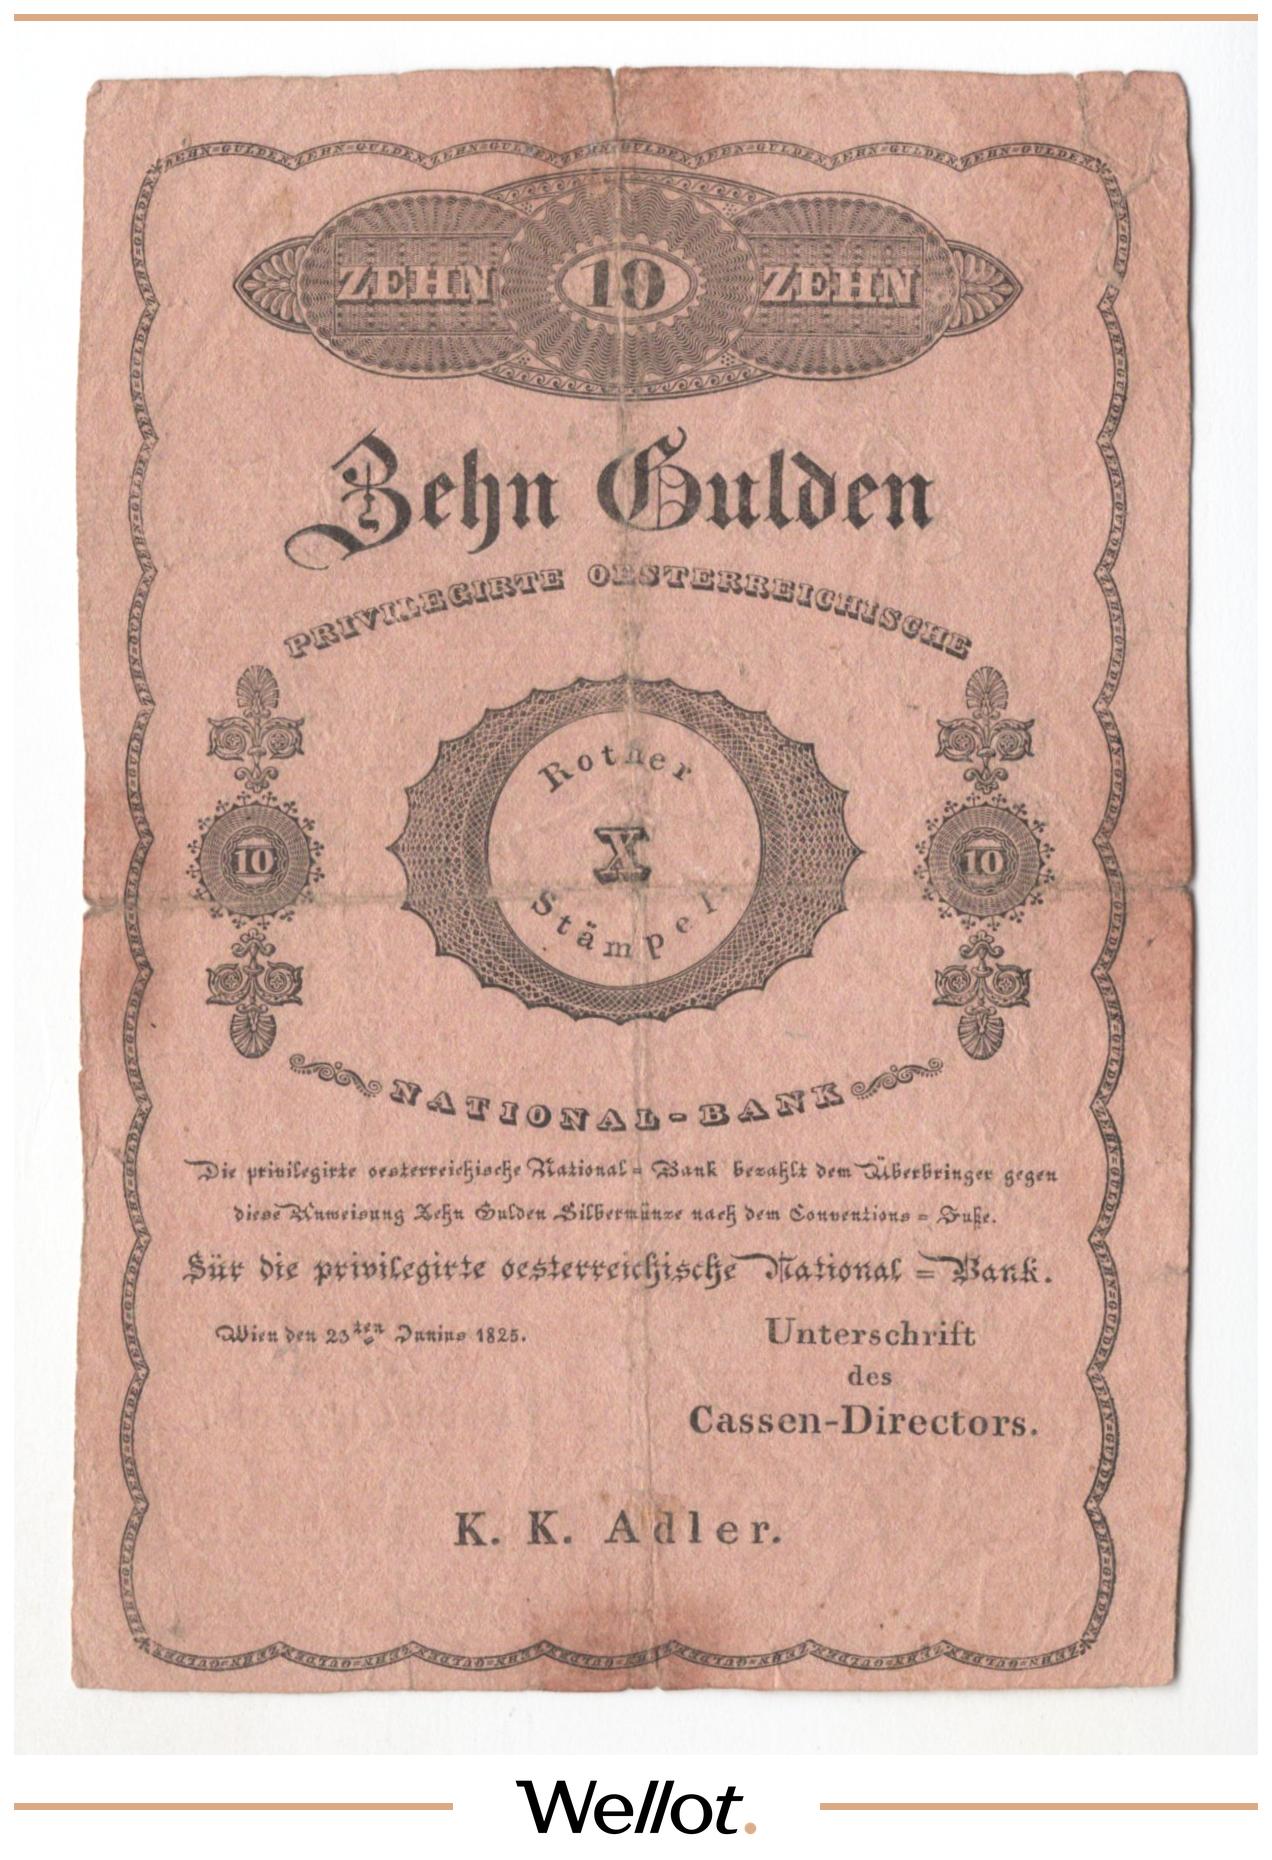 ZEHN 10 ZEHN
Zehn Gulden
PRIVILEGIRTE OESTERREICHISCHE
Rother
X
Stämpel
10 10
NATIONAL-BANK
Die privilegirte oesterreichische National=Bank bezahlt dem Überbringer gegen
diese Anweisung Zehn Gulden Silbermünze nach dem Conventions=Fuße.
Für die privilegirte oesterreichische National=Bank.
Wien den 23ten Junius 1825.
Unterschrift
des
Cassen-Directors.
K. K. Adler.
ZEHN=GULDEN
Wellot.